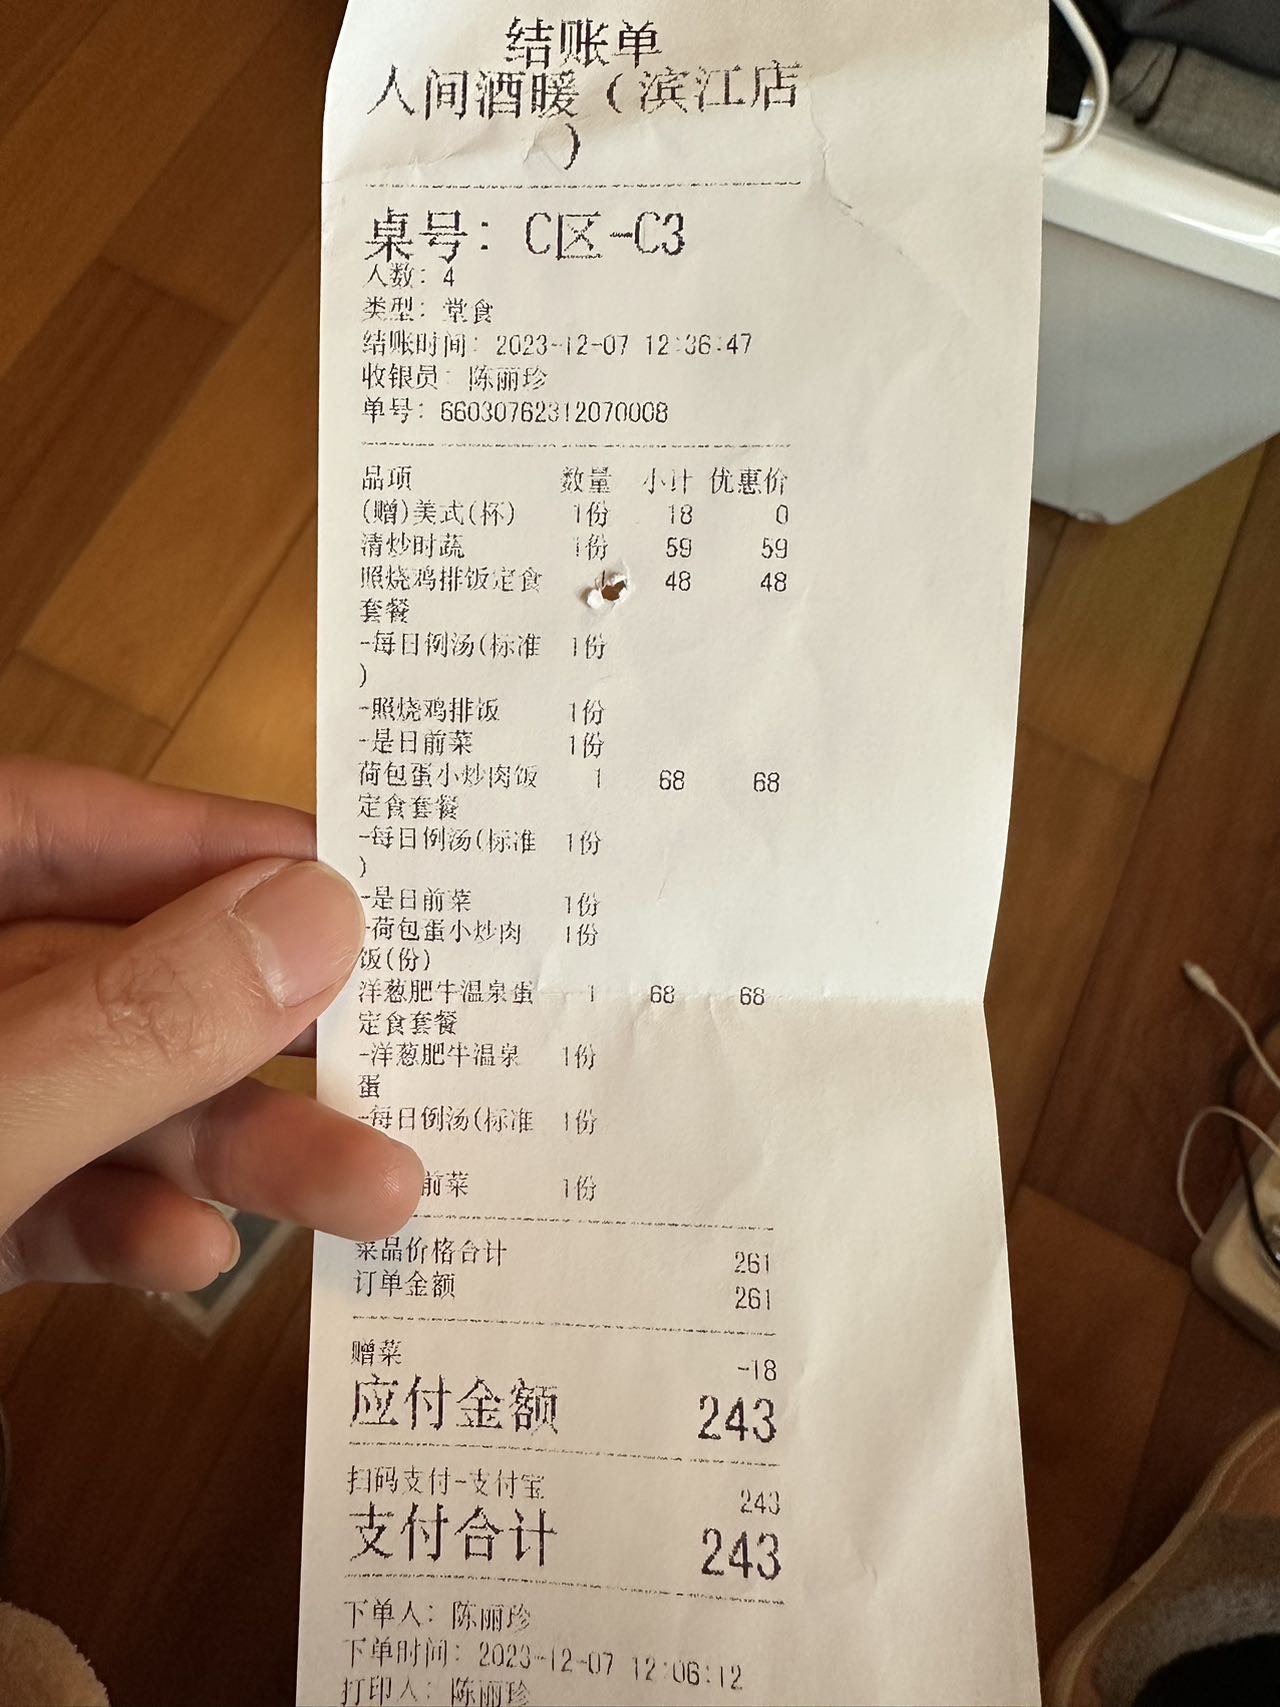 结账单
人间酒暖（滨江店
）
桌号：C区-C3
人数：4
类型：堂食
结账时间：2023-12-07 12:36:47
收银员：陈丽珍
单号：66030762312070008
品项 数量 小计 优惠价
(赠)美式(杯) 1份 18 0
清炒时蔬 1份 59 59
照烧鸡排饭定食 48 48
套餐
-每日例汤(标准 1份
)
-照烧鸡排饭 1份
-是日前菜 1份
荷包蛋小炒肉饭 1 68 68
定食套餐
-每日例汤(标准 1份
)
-是日前菜 1份
-荷包蛋小炒肉 1份
饭(份)
洋葱肥牛温泉蛋 1 68 68
定食套餐
-洋葱肥牛温泉 1份
蛋
-每日例汤(标准 1份
前菜 1份
菜品价格合计 261
订单金额 261
赠菜 -18
应付金额 243
扫码支付-支付宝 243
支付合计 243
下单人：陈丽珍
下单时间：2023-12-07 12:06:12
打印人：陈丽珍